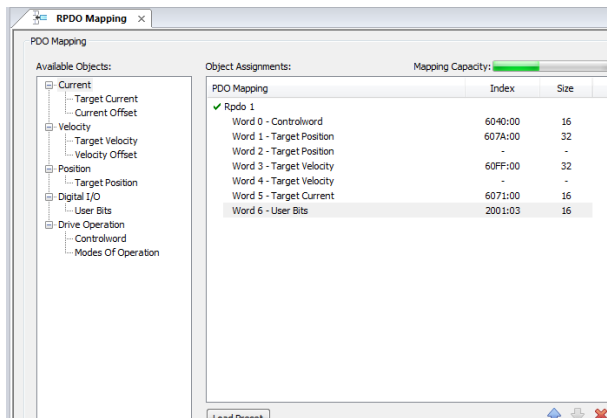 RPDO Mapping ×
PDO Mapping
Available Objects:
Current
Target Current
Current Offset
Velocity
Target Velocity
Velocity Offset
Position
Target Position
Digital I/O
User Bits
Drive Operation
Controlword
Modes Of Operation
Object Assignments: Mapping Capacity:
PDO Mapping Index Size
Rpdo 1
Word 0 - Controlword 6040:00 16
Word 1 - Target Position 607A:00 32
Word 2 - Target Position - -
Word 3 - Target Velocity 60FF:00 32
Word 4 - Target Velocity - -
Word 5 - Target Current 6071:00 16
Word 6 - User Bits 2001:03 16
Load Preset